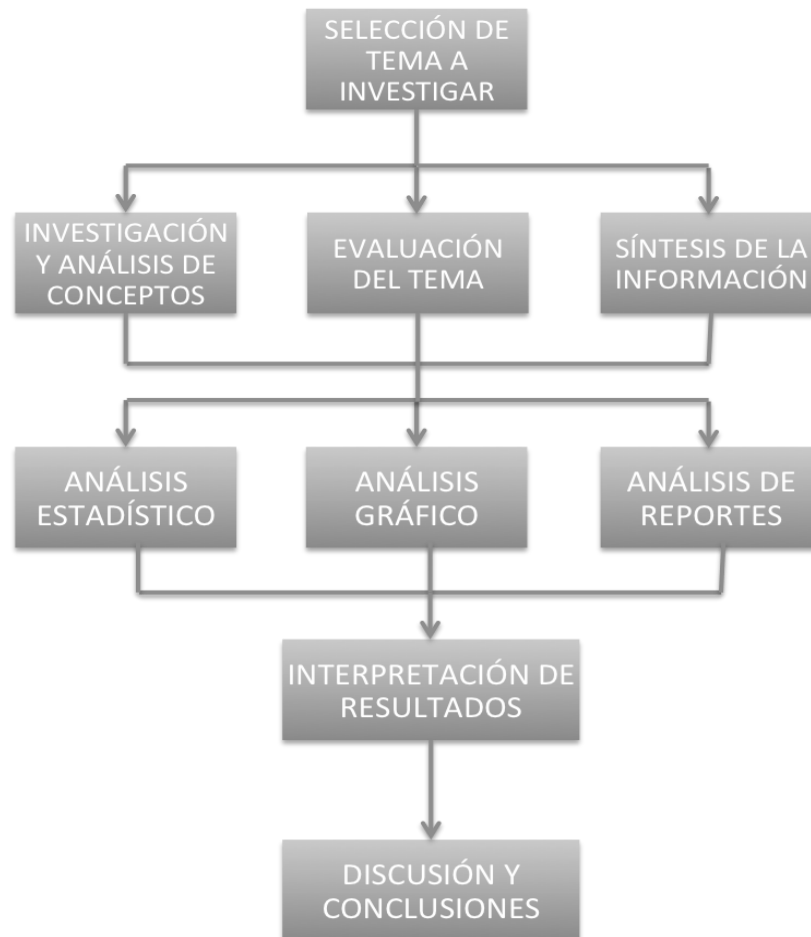 SELECCIÓN DE
TEMA A
INVESTIGAR
INVESTIGACIÓN
Y ANÁLISIS DE
CONCEPTOS
EVALUACIÓN
DEL TEMA
SÍNTESIS DE LA
INFORMACIÓN
ANÁLISIS
ESTADÍSTICO
ANÁLISIS
GRÁFICO
ANÁLISIS DE
REPORTES
INTERPRETACIÓN DE
RESULTADOS
DISCUSIÓN Y
CONCLUSIONES